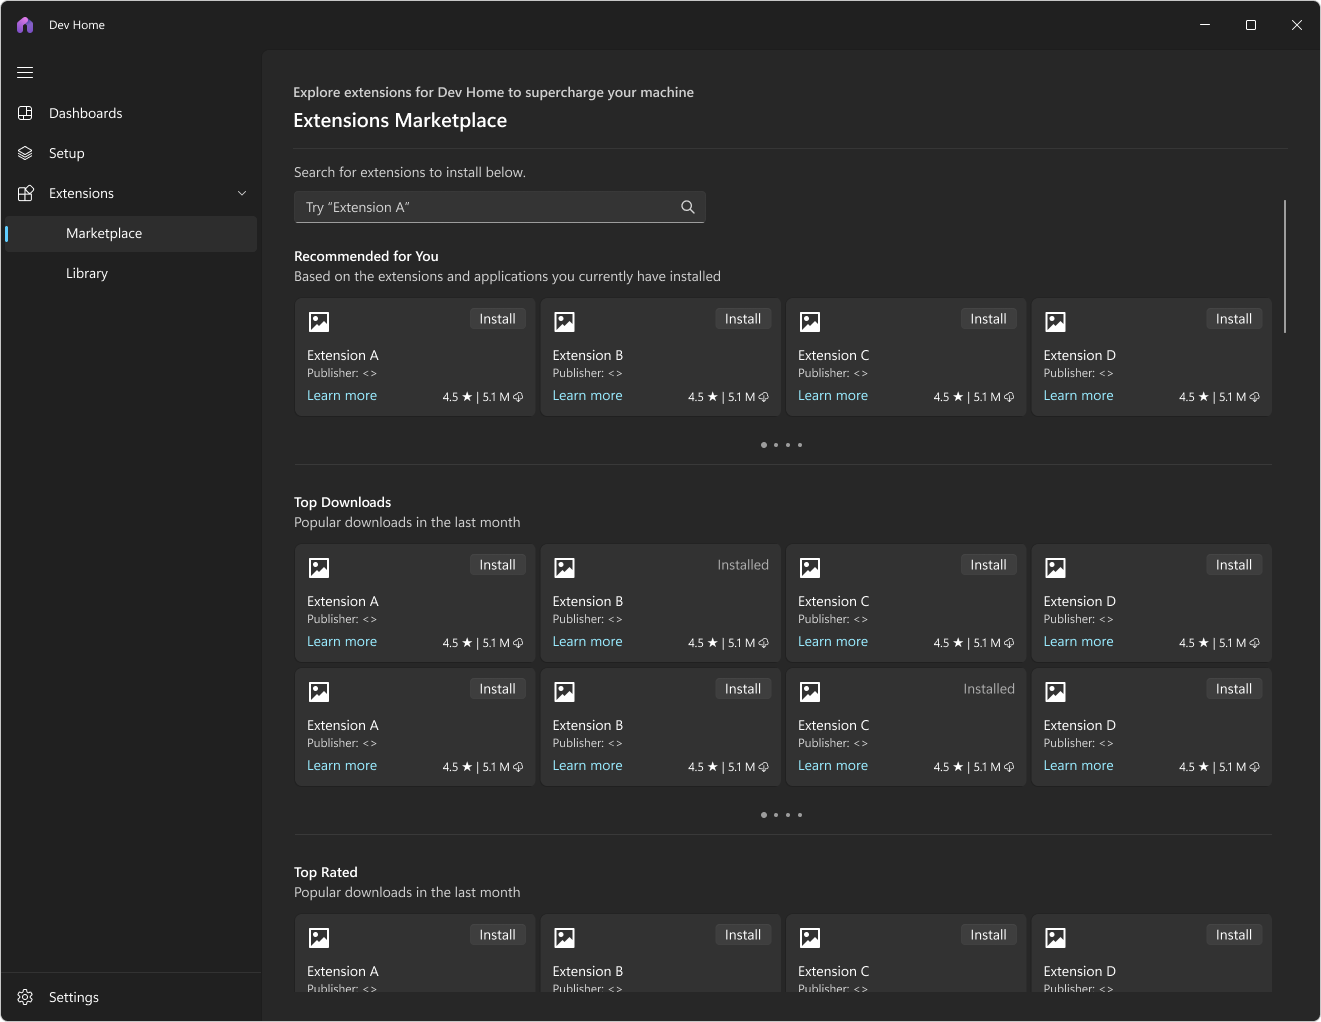 Dev Home
Dashboards
Setup
Extensions
Marketplace
Library
Settings
Explore extensions for Dev Home to supercharge your machine
Extensions Marketplace
Search for extensions to install below.
Try “Extension A”
Recommended for You
Based on the extensions and applications you currently have installed
Install
Extension A
Publisher: <>
Learn more
4.5 ★ | 5.1 M
Install
Extension B
Publisher: <>
Learn more
4.5 ★ | 5.1 M
Install
Extension C
Publisher: <>
Learn more
4.5 ★ | 5.1 M
Install
Extension D
Publisher: <>
Learn more
4.5 ★ | 5.1 M
Top Downloads
Popular downloads in the last month
Install
Extension A
Publisher: <>
Learn more
4.5 ★ | 5.1 M
Installed
Extension B
Publisher: <>
Learn more
4.5 ★ | 5.1 M
Install
Extension C
Publisher: <>
Learn more
4.5 ★ | 5.1 M
Install
Extension D
Publisher: <>
Learn more
4.5 ★ | 5.1 M
Install
Extension A
Publisher: <>
Learn more
4.5 ★ | 5.1 M
Install
Extension B
Publisher: <>
Learn more
4.5 ★ | 5.1 M
Installed
Extension C
Publisher: <>
Learn more
4.5 ★ | 5.1 M
Install
Extension D
Publisher: <>
Learn more
4.5 ★ | 5.1 M
Top Rated
Popular downloads in the last month
Install
Extension A
Publisher: <>
Install
Extension B
Publisher: <>
Install
Extension C
Publisher: <>
Install
Extension D
Publisher: <>